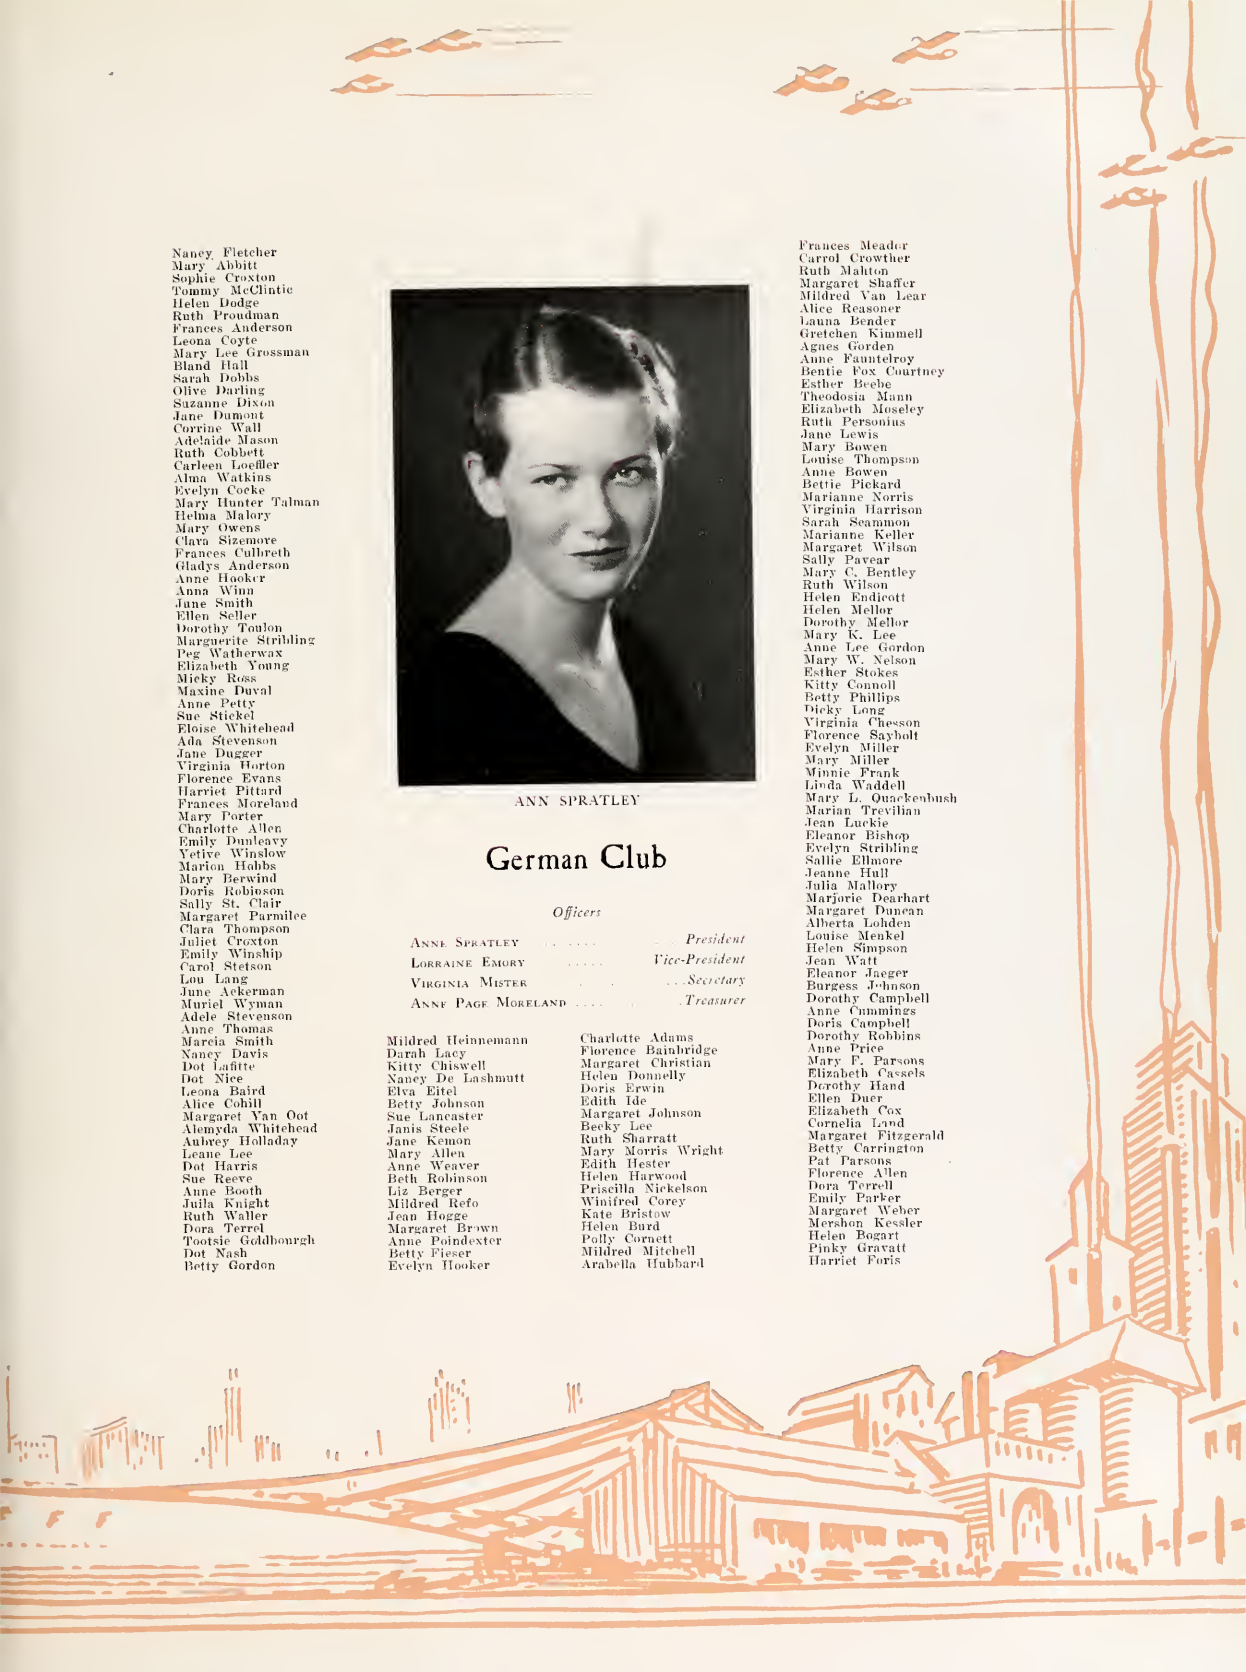 Nancy Fletcher
Mary Abbitt
Sophie Croxton
Tommy McClintic
Helen Dodge
Ruth Proudman
Frances Anderson
Leona Coyte
Mary Lee Grossman
Bland Hall
Sarah Dobbs
Olive Darling
Suzanne Dixon
Jane Dumont
Corrine Wall
Adelaide Mason
Ruth Cobbett
Carleen Loeffler
Alma Watkins
Evelyn Cocke
Mary Hunter Talman
Helma Malory
Mary Owens
Clara Sizemore
Frances Culbreth
Gladys Anderson
Anne Hooker
Anna Winn
Jane Smith
Ellen Seller
Dorothy Toulon
Marguerite Stribling
Peg Watherwax
Elizabeth Young
Micky Ross
Maxine Duval
Anne Petty
Sue Stickel
Eloise Whitehead
Ada Stevenson
Jane Dugger
Virginia Horton
Florence Evans
Harriet Pittard
Frances Moreland
Mary Porter
Charlotte Allen
Emily Dunleavy
Vetive Winslow
Marion Hobbs
Mary Berwind
Doris Robinson
Sally St. Clair
Margaret Parmilee
Clara Thompson
Juliet Croxton
Emily Winship
Carol Stetson
Lou Lang
June Ackerman
Muriel Wyman
Adele Stevenson
Anne Thomas
Marcia Smith
Nancy Davis
Dot Lafitte
Dot Nice
Leona Baird
Alice Cohill
Margaret Van Oot
Alemyda Whitehead
Aubrey Holladay
Leane Lee
Dot Harris
Sue Reeve
Anne Booth
Juila Knight
Ruth Waller
Dora Terrel
Tootsie Goldbourgh
Dot Nash
Betty Gordon
ANN SPRATLEY
German Club
Officers
ANNE SPRATLEY President
LORRAINE EMORY Vice-President
VIRGINIA MISTER Secretary
ANNE PAGE MORELAND Treasurer
Mildred Heinnemann
Darah Lacy
Kitty Chiswell
Nancy De Lashmutt
Elva Eitel
Betty Johnson
Sue Lancaster
Janis Steele
Jane Kemon
Mary Allen
Anne Weaver
Beth Robinson
Liz Berger
Mildred Refo
Jean Hogge
Margaret Brown
Anne Poindexter
Betty Fieser
Evelyn Hooker
Charlotte Adams
Florence Bainbridge
Margaret Christian
Helen Donnelly
Doris Erwin
Edith Ide
Margaret Johnson
Becky Lee
Ruth Sharratt
Mary Morris Wright
Edith Hester
Helen Harwood
Priscilla Nickelson
Winifred Corey
Kate Bristow
Helen Burd
Polly Cornett
Mildred Mitchell
Arabella Hubbard
Frances Meador
Carrol Crowther
Ruth Mahton
Margaret Shaffer
Mildred Van Lear
Alice Reasoner
Launa Bender
Gretchen Kimmell
Agnes Gorden
Anne Fauntelroy
Bentie Fox Courtney
Esther Beebe
Theodosia Mann
Elizabeth Moseley
Ruth Personius
Jane Lewis
Mary Bowen
Louise Thompson
Anne Bowen
Bettie Pickard
Marianne Norris
Virginia Harrison
Sarah Scammon
Marianne Keller
Margaret Wilson
Sally Pavear
Mary C. Bentley
Ruth Wilson
Helen Endicott
Helen Mellor
Dorothy Mellor
Mary K. Lee
Anne Lee Gordon
Mary W. Nelson
Esther Stokes
Kitty Connoll
Betty Phillips
Dicky Long
Virginia Chesson
Florence Saybolt
Evelyn Miller
Mary Miller
Minnie Frank
Linda Waddell
Mary L. Quackenbush
Marian Trevilian
Jean Luckie
Eleanor Bishop
Evelyn Stribling
Sallie Ellmore
Jeanne Hull
Julia Mallory
Marjorie Dearhart
Margaret Duncan
Alberta Lohden
Louise Menkel
Helen Simpson
Jean Watt
Eleanor Jaeger
Burgess Johnson
Dorothy Campbell
Anne Cummings
Doris Campbell
Dorothy Robbins
Anne Price
Mary F. Parsons
Elizabeth Cassels
Dorothy Hand
Ellen Duer
Elizabeth Cox
Cornelia Land
Margaret Fitzgerald
Betty Carrington
Pat Parsons
Florence Allen
Dora Terrell
Emily Parker
Margaret Weber
Mershon Kessler
Helen Bogart
Pinky Gravatt
Harriet Foris